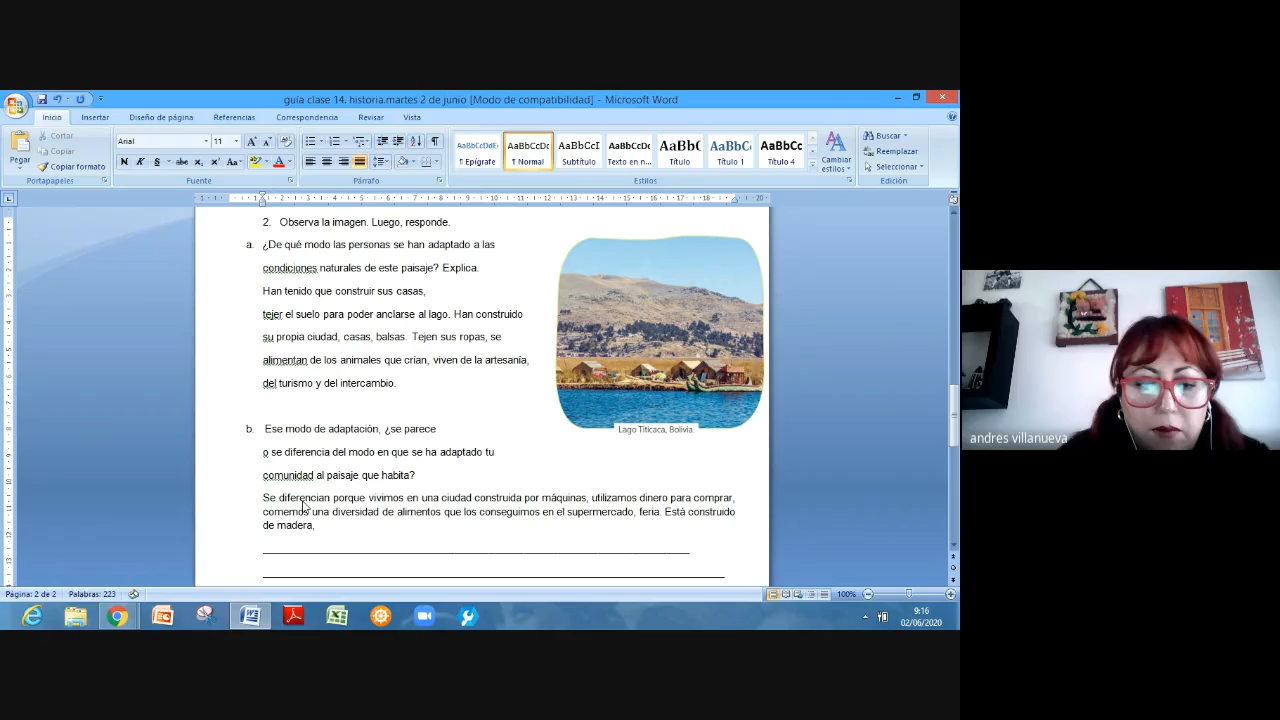 guía clase 14. historia.martes 2 de junio [Modo de compatibilidad] - Microsoft Word
Inicio Insertar Diseño de página Referencias Correspondencia Revisar Vista
Pegar
Cortar
Copiar
Copiar formato
Portapapeles
Arial 11
Fuente
Párrafo
AaBbCcDdEe AaBbCcDc AaBbCcI AaBbCcDc AaBb( AaBbC AaBbCc
¶ Epígrafe ¶ Normal Subtítulo Texto en n... Título Título 1 Título 4
Cambiar estilos
Estilos
Buscar
Reemplazar
Seleccionar
Edición
2. Observa la imagen. Luego, responde.
a. ¿De qué modo las personas se han adaptado a las
condiciones naturales de este paisaje? Explica.
Han tenido que construir sus casas,
tejer el suelo para poder anclarse al lago. Han construido
su propia ciudad, casas, balsas. Tejen sus ropas, se
alimentan de los animales que crían, viven de la artesanía,
del turismo y del intercambio.
Lago Titicaca, Bolivia.
b. Ese modo de adaptación, ¿se parece
o se diferencia del modo en que se ha adaptado tu
comunidad al paisaje que habita?
Se diferencian porque vivimos en una ciudad construida por máquinas, utilizamos dinero para comprar,
comemos una diversidad de alimentos que los conseguimos en el supermercado, feria. Está construido
de madera,
Página: 2 de 2 Palabras: 223
100%
9:16
02/06/2020
andres villanueva